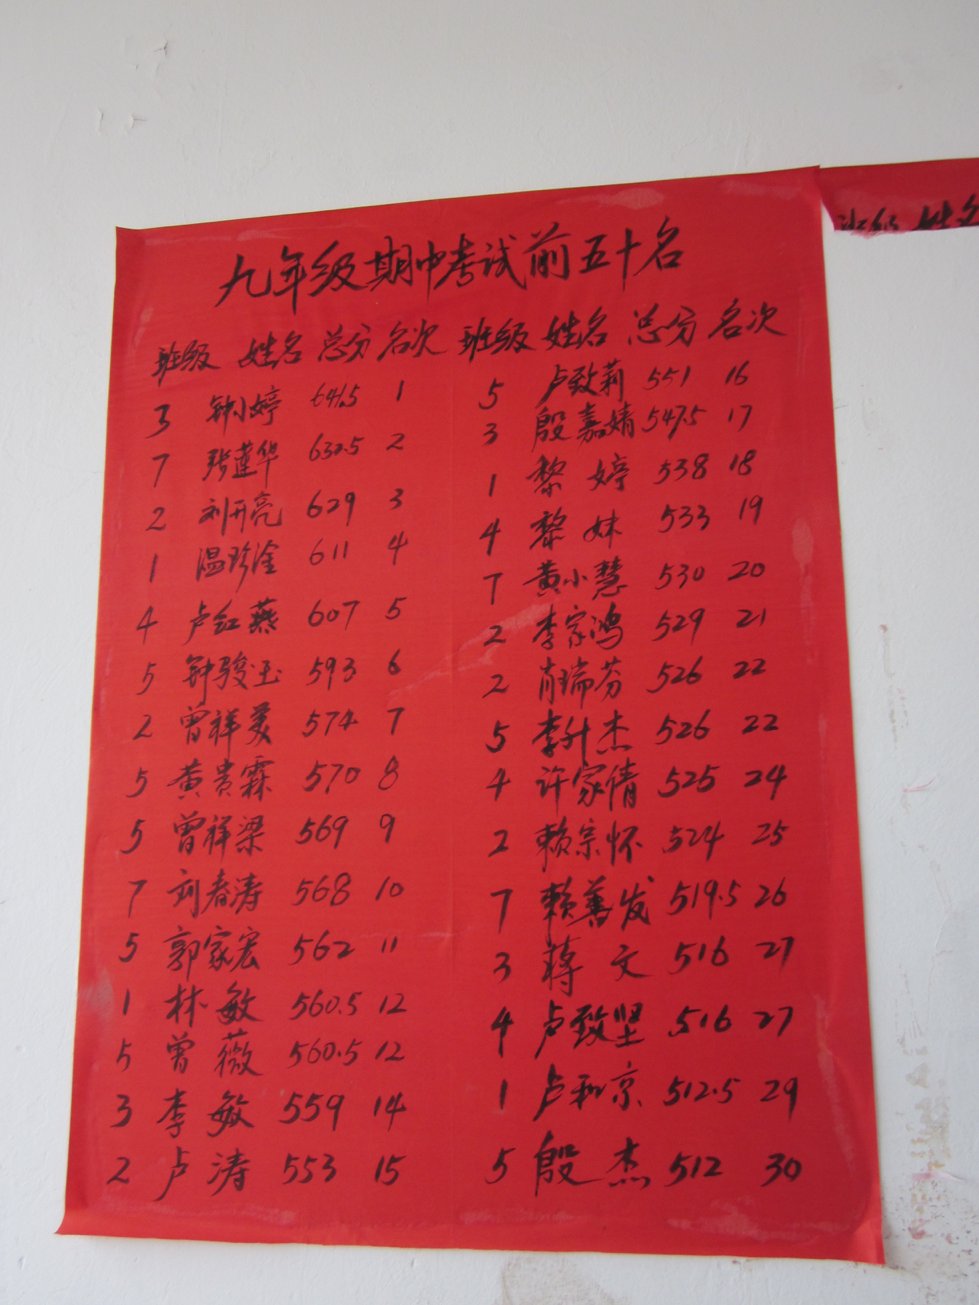 九年级期中考试前五十名
班级 姓名 总分 名次 班级 姓名 总分 名次
3 钟小婷 641.5 1 5 卢致莉 551 16
7 张莲华 632.5 2 3 殷嘉婧 547.5 17
2 刘开亮 629 3 1 黎婷 538 18
1 温珍淦 611 4 4 黎妹 533 19
4 卢红燕 607 5 7 黄小慧 530 20
5 钟骏玉 593 6 2 李家鸿 529 21
2 曾祥美 574 7 2 肖瑞芬 526 22
5 黄贵霖 570 8 5 李升杰 526 22
5 曾祥梁 569 9 4 许家倩 525 24
7 刘春涛 568 10 2 赖宗怀 524 25
5 郭家宏 562 11 7 赖善发 519.5 26
1 林敏 560.5 12 3 蒋文 516 27
5 曾薇 560.5 12 4 卢致坚 516 27
3 李敏 559 14 1 卢和京 512.5 29
2 卢涛 553 15 5 殷杰 512 30
班级 姓名